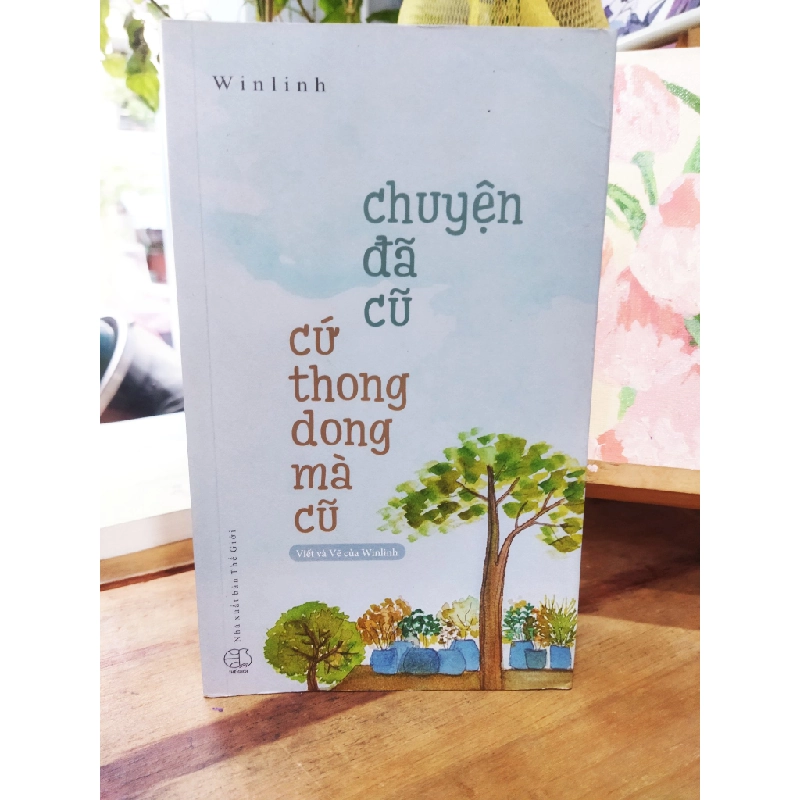 Winlinh
chuyện
đã
cũ
cứ
thong
dong
mà
cũ
Viết và Vẽ của Winlinh
Nhà xuất bản Thế Giới